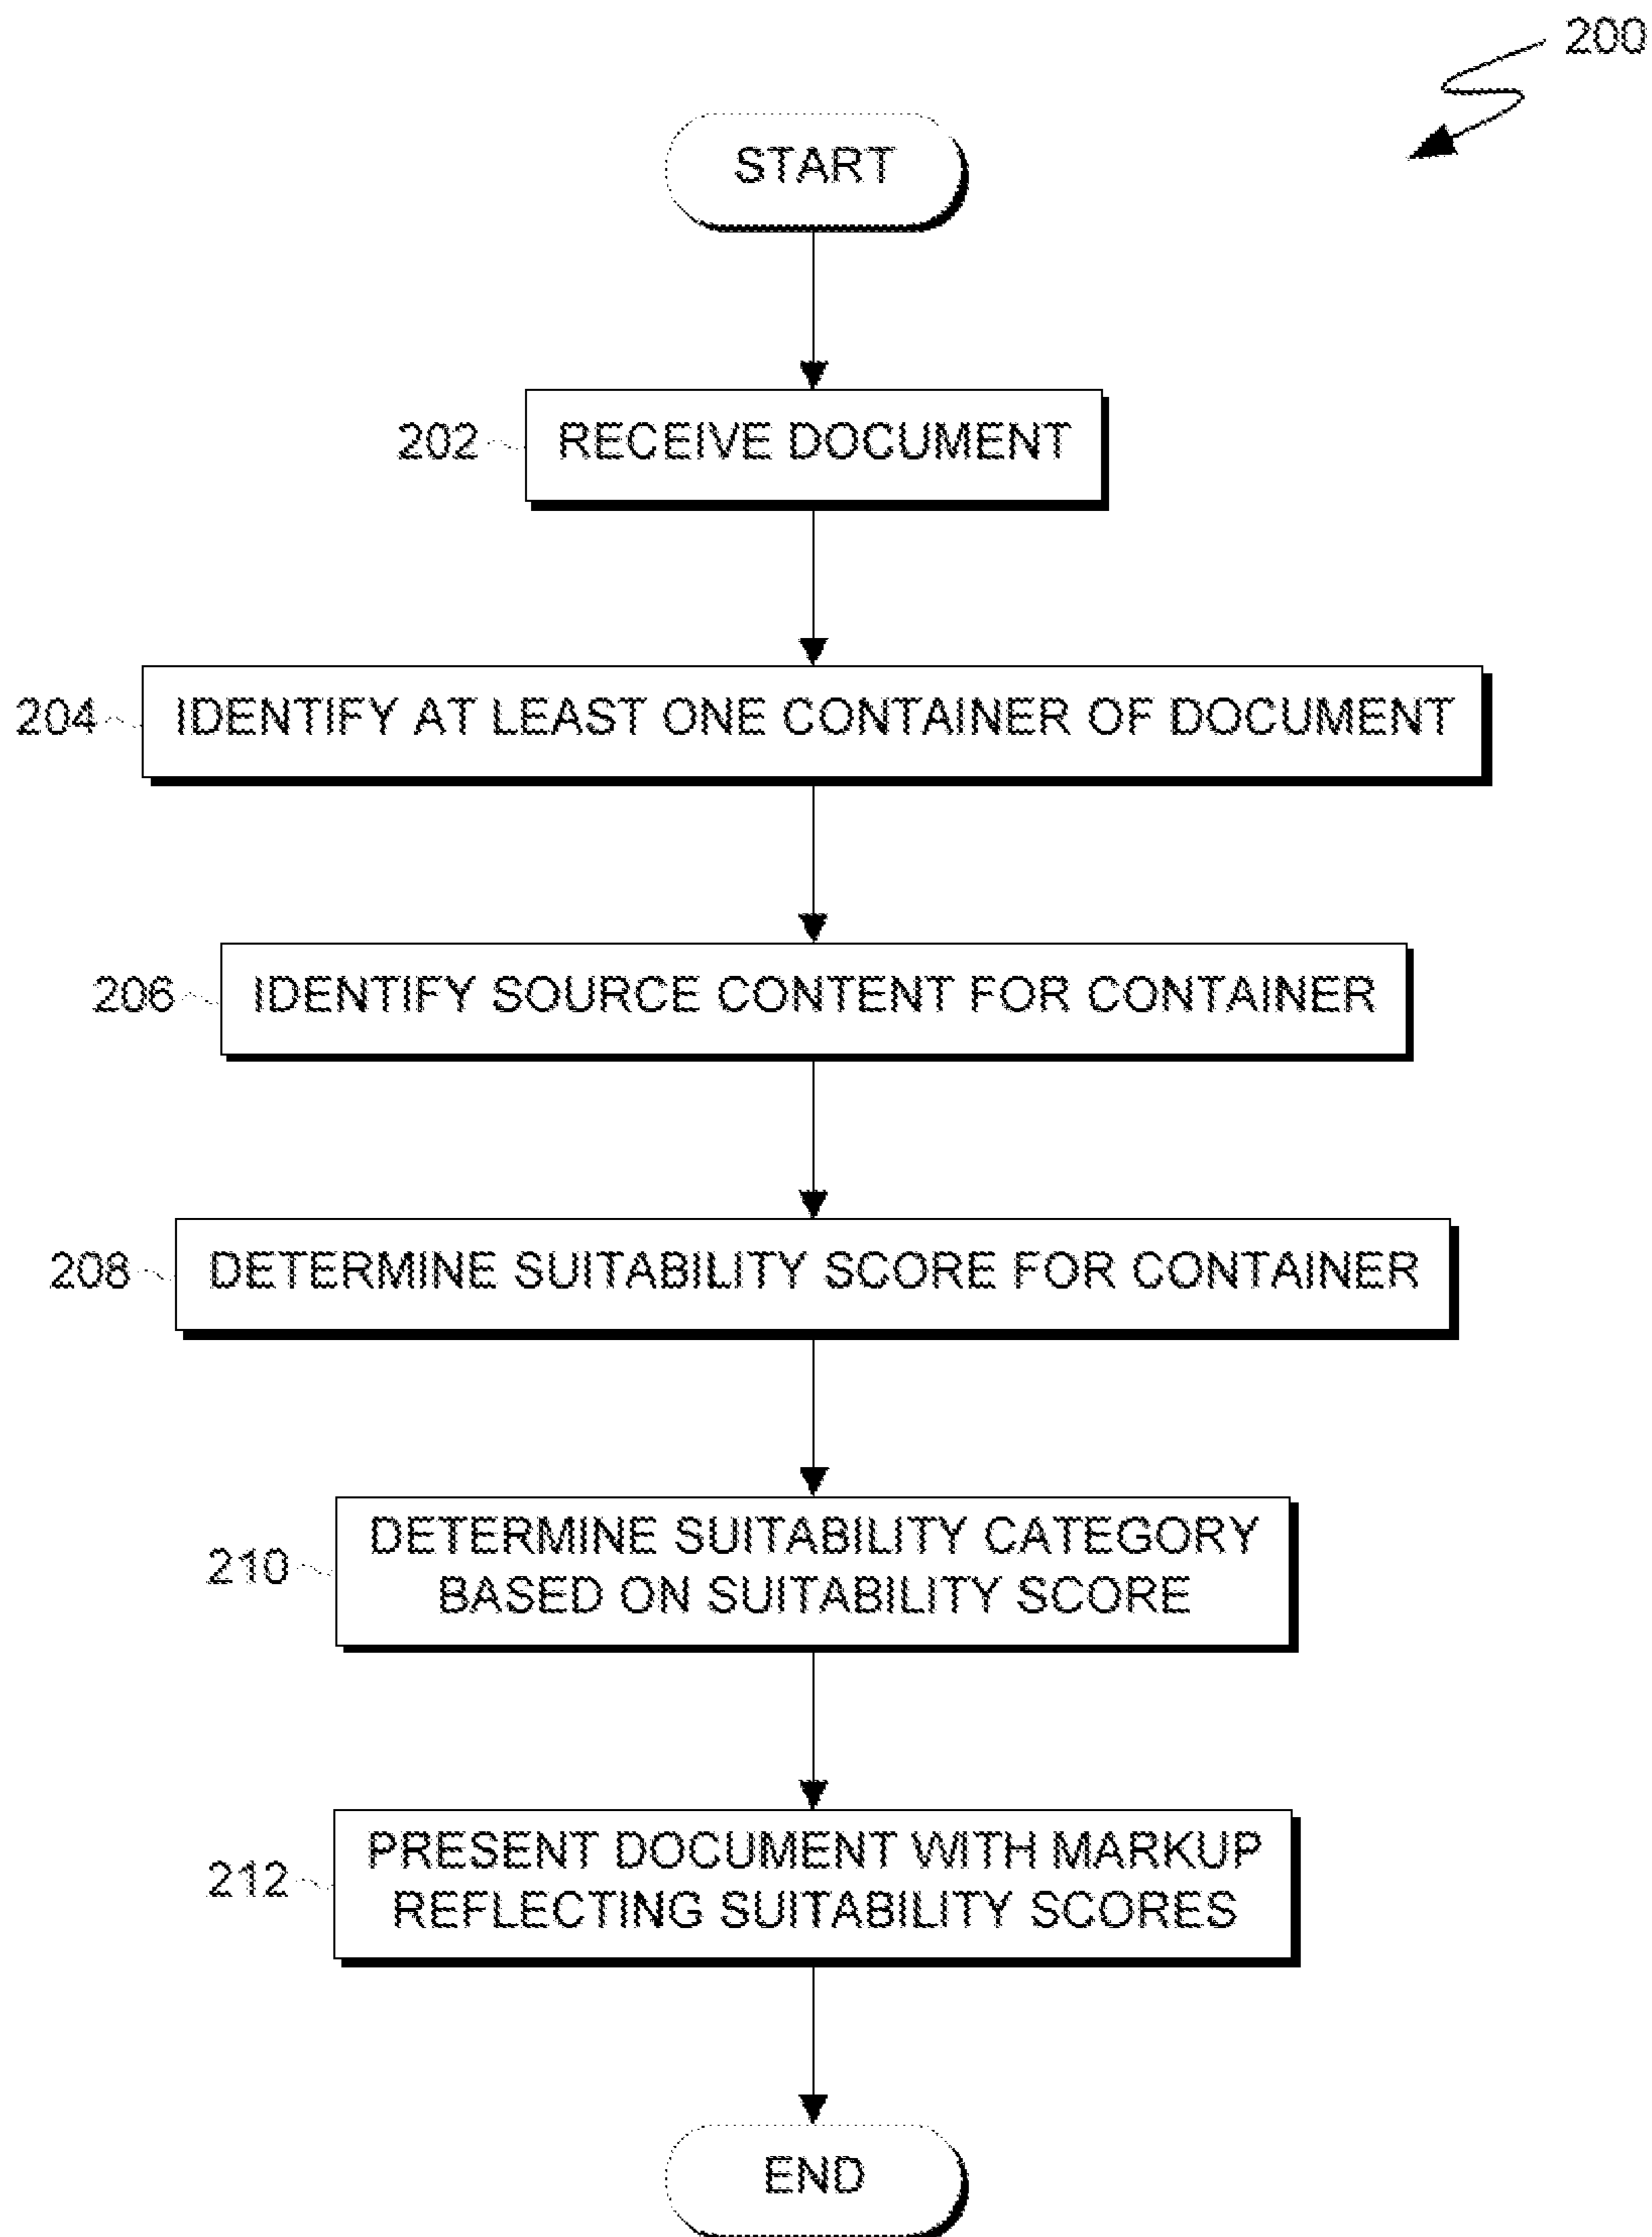 200
START
202 RECEIVE DOCUMENT
204 IDENTIFY AT LEAST ONE CONTAINER OF DOCUMENT
206 IDENTIFY SOURCE CONTENT FOR CONTAINER
208 DETERMINE SUITABILITY SCORE FOR CONTAINER
210 DETERMINE SUITABILITY CATEGORY
BASED ON SUITABILITY SCORE
212 PRESENT DOCUMENT WITH MARKUP
REFLECTING SUITABILITY SCORES
END